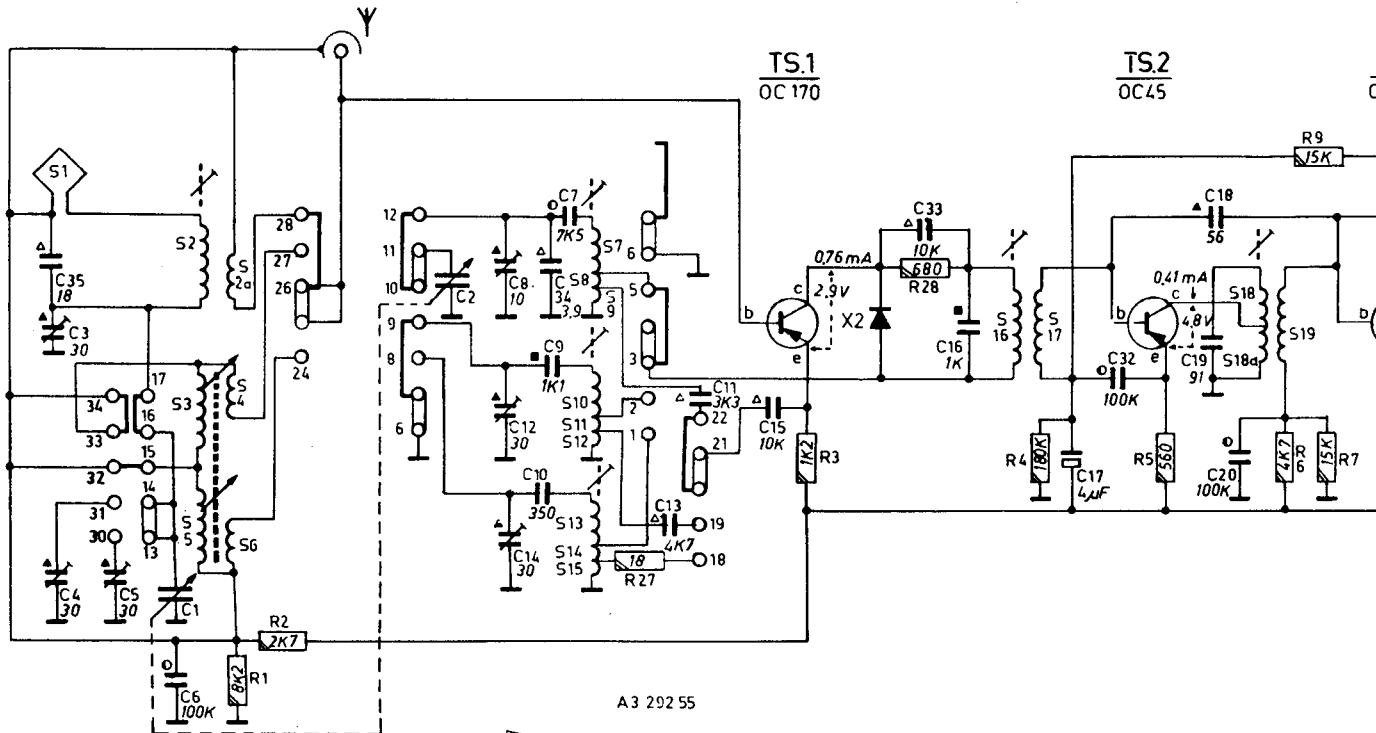 TS.1
OC 170
TS.2
OC45
R9
15K
S1
C7
7K5
C18
56
C33
10K
28
12
S2
S
2a
27
11
S7
6
0,76 mA
680
R28
0,41 mA
C35
18
26
10
C2
C8
10
C
34
3,9
S8
S
9
5
c
2,9V
X2
c
4,8V
S18
C3
30
9
b
b
b
S
16
S
17
S19
e
C16
1K
C32
100K
e
C19
91
S18a
24
8
C9
1K1
3
17
S
4
S3
C11
3K3
34
16
C12
30
S10
2
22
C15
10K
33
6
S11
S12
1
21
1K2
R3
R4
180K
R5
560
C20
100K
4K7
R
6
15K
R7
32
15
C10
350
C17
4µF
14
31
S
5
S6
S13
C13
4K7
19
30
13
C14
30
S14
S15
18
R27
18
C4
30
C5
30
C1
R2
2K7
C6
100K
8K2
R1
A3 292 55